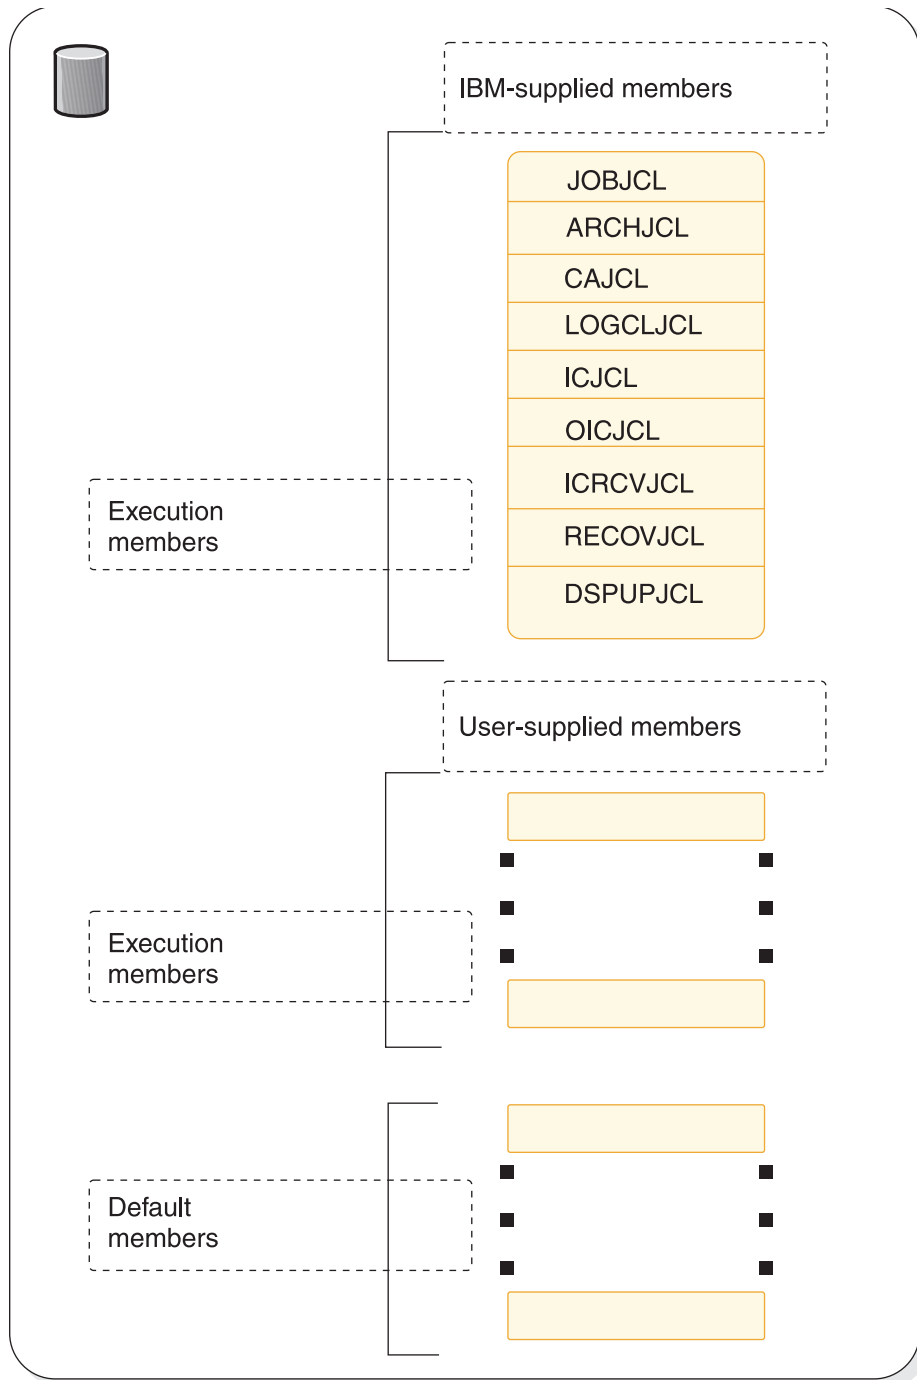 IBM-supplied members
JOBJCL
ARCHJCL
CAJCL
LOGCLJCL
ICJCL
OICJCL
ICRCVJCL
RECOVJCL
DSPUPJCL
Execution
members
User-supplied members
Execution
members
Default
members